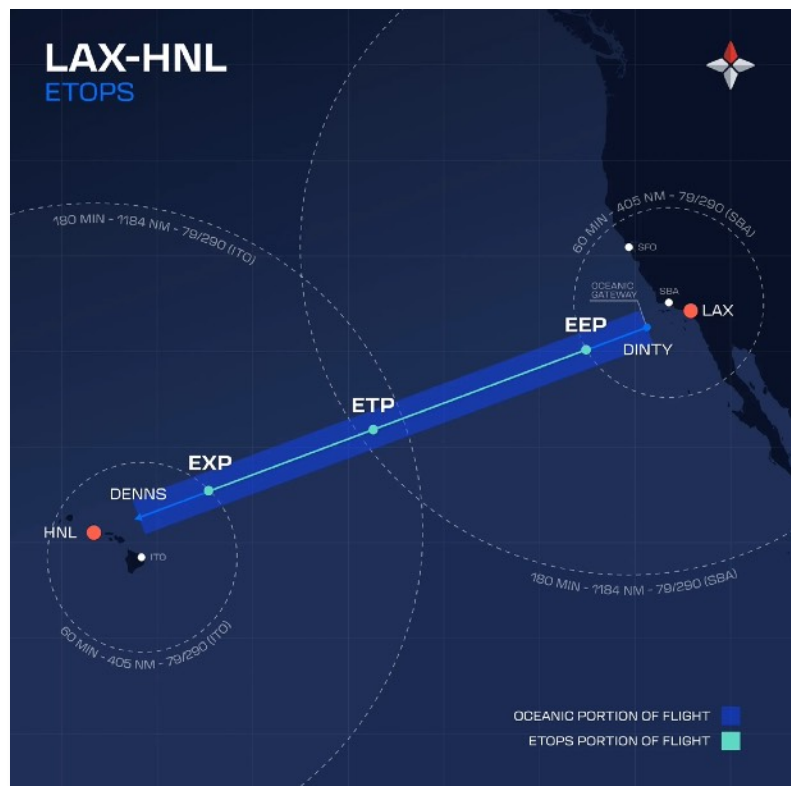 LAX-HNL
ETOPS
180 MIN - 1184 NM - 79/290 (ITO)
60 MIN - 405 NM - 79/290 (SBA)
SFO
OCEANIC
GATEWAY
SBA
LAX
EEP
DINTY
ETP
EXP
DENNS
HNL
ITO
180 MIN - 1184 NM - 79/290 (SBA)
60 MIN - 405 NM - 79/290 (ITO)
OCEANIC PORTION OF FLIGHT
ETOPS PORTION OF FLIGHT